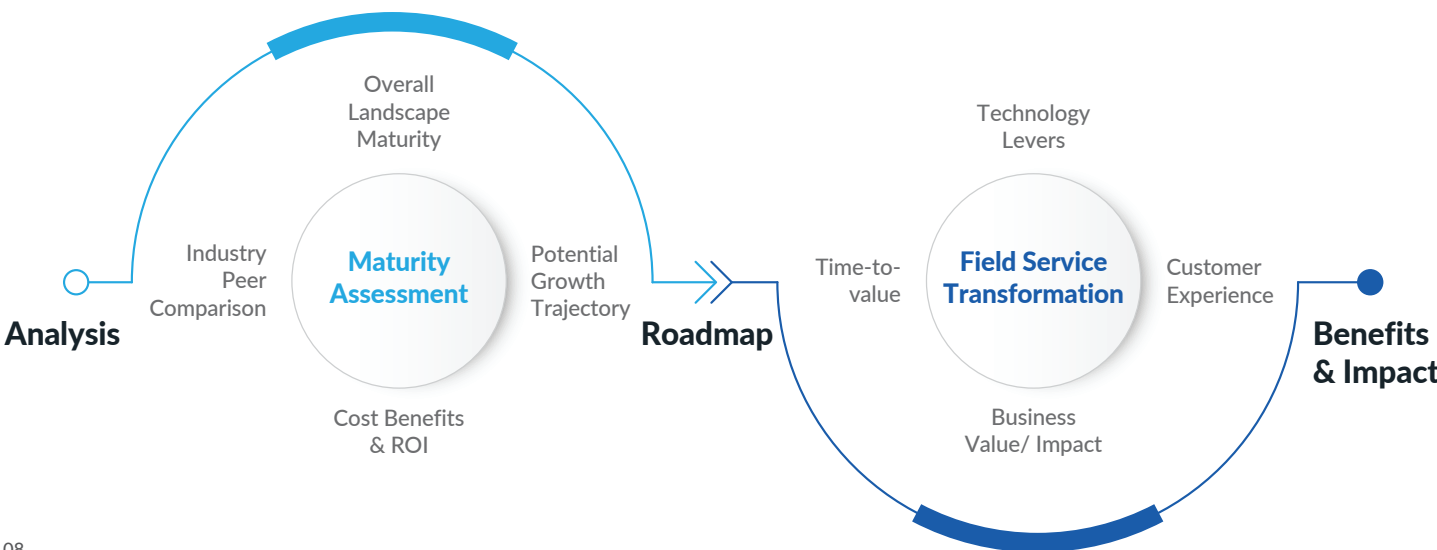 Overall
Landscape
Maturity
Industry
Peer
Comparison
Maturity
Assessment
Potential
Growth
Trajectory
Cost Benefits
& ROI
Analysis
Roadmap
Technology
Levers
Time-to-
value
Field Service
Transformation
Customer
Experience
Business
Value/ Impact
Benefits
& Impact
08